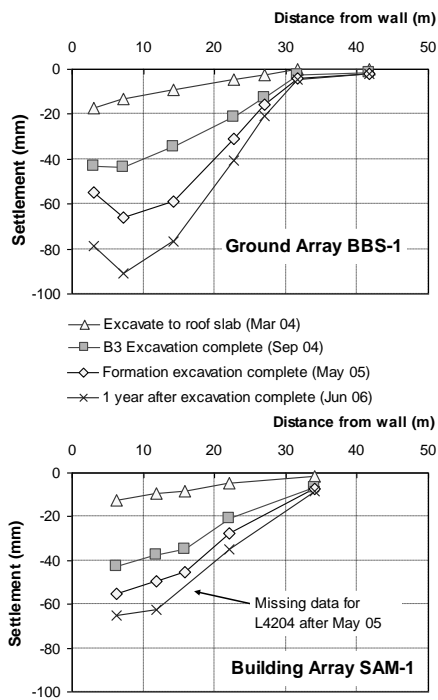 Distance from wall (m)
0 10 20 30 40 50
0
-20
-40
-60
-80
-100
Settlement (mm)
Ground Array BBS-1
Excavate to roof slab (Mar 04)
B3 Excavation complete (Sep 04)
Formation excavation complete (May 05)
1 year after excavation complete (Jun 06)
Distance from wall (m)
0 10 20 30 40 50
0
-20
-40
-60
-80
-100
Settlement (mm)
Missing data for
L4204 after May 05
Building Array SAM-1